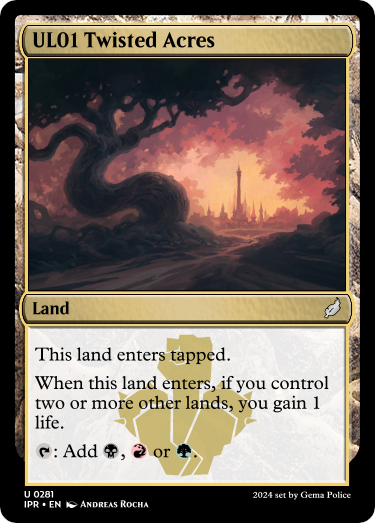 UL01 Twisted Acres
Land
This land enters tapped.
When this land enters, if you control
two or more other lands, you gain 1
life.
: Add , or .
U 0281
IPR • EN Andreas Rocha
2024 set by Gema Police